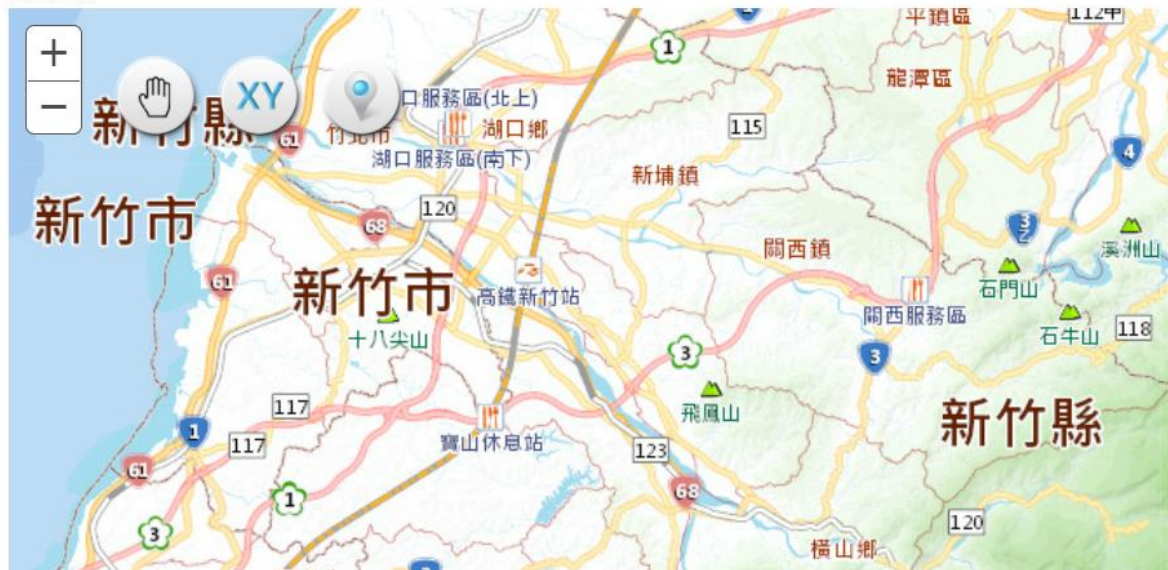 平鎮區
112甲
+
1
龍潭區
−
XY
口服務區(北上)
新竹縣
61
竹北市
湖口鄉
115
湖口服務區(南下)
4
新埔鎮
120
新竹市
68
3
乙
關西鎮
溪洲山
61
新竹市
高鐵新竹站
石門山
關西服務區
十八尖山
石牛山
118
3
3
飛鳳山
117
新竹縣
1
117
寶山休息站
123
61
68
1
120
3
橫山鄉